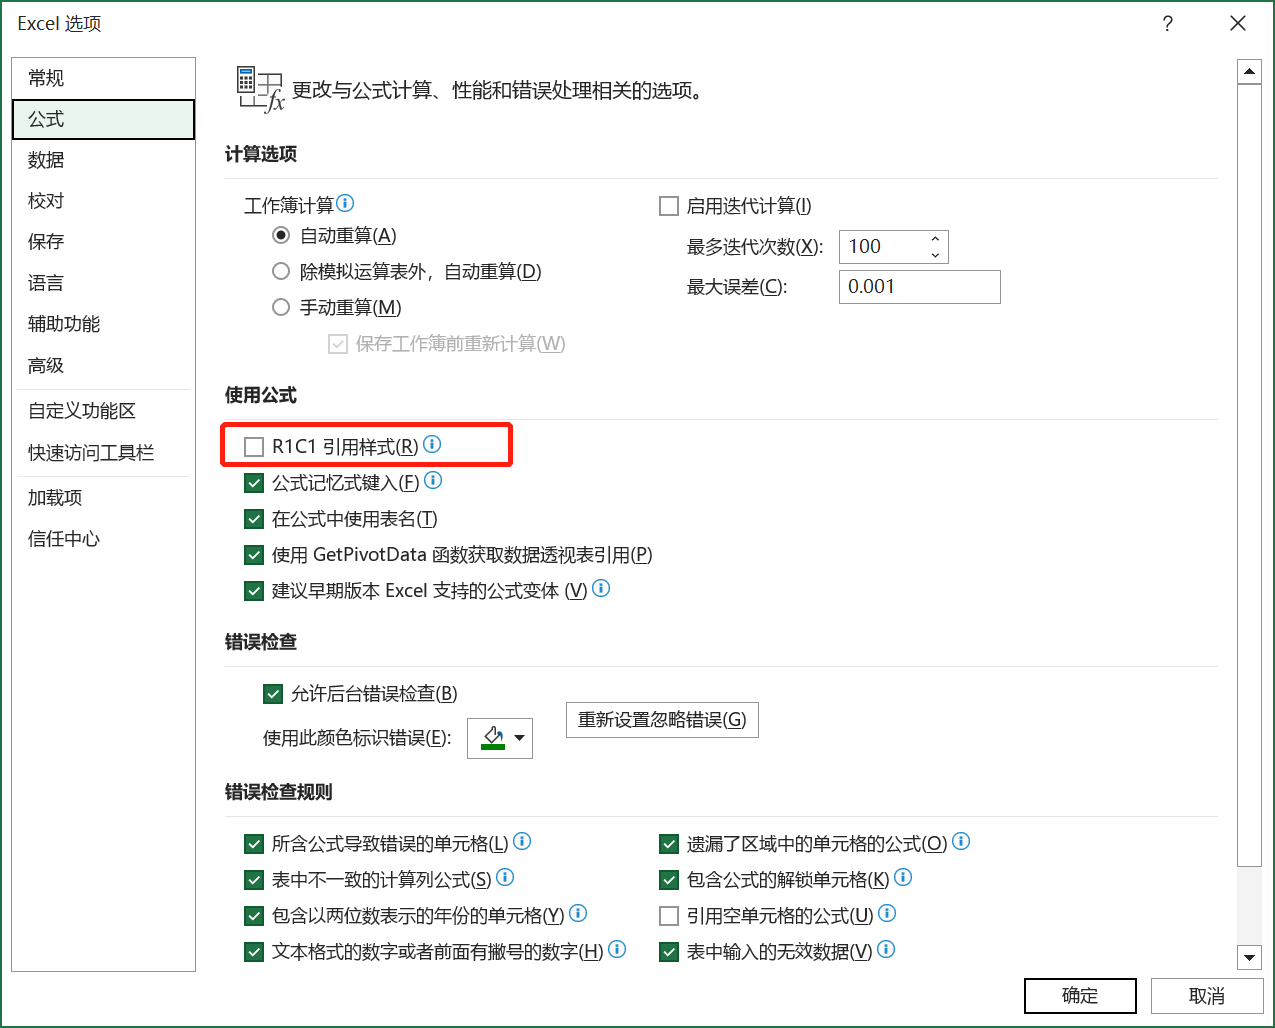 Excel 选项
?
常规
公式
数据
校对
保存
语言
辅助功能
高级
自定义功能区
快速访问工具栏
加载项
信任中心
fx 更改与公式计算、性能和错误处理相关的选项。
计算选项
工作簿计算
自动重算(A)
除模拟运算表外，自动重算(D)
手动重算(M)
保存工作簿前重新计算(W)
启用迭代计算(I)
最多迭代次数(X): 100
最大误差(C): 0.001
使用公式
R1C1 引用样式(R)
公式记忆式键入(F)
在公式中使用表名(T)
使用 GetPivotData 函数获取数据透视表引用(P)
建议早期版本 Excel 支持的公式变体 (V)
错误检查
允许后台错误检查(B)
使用此颜色标识错误(E):
重新设置忽略错误(G)
错误检查规则
所含公式导致错误的单元格(L)
表中不一致的计算列公式(S)
包含以两位数表示的年份的单元格(Y)
文本格式的数字或者前面有撇号的数字(H)
遗漏了区域中的单元格的公式(O)
包含公式的解锁单元格(K)
引用空单元格的公式(U)
表中输入的无效数据(V)
确定
取消